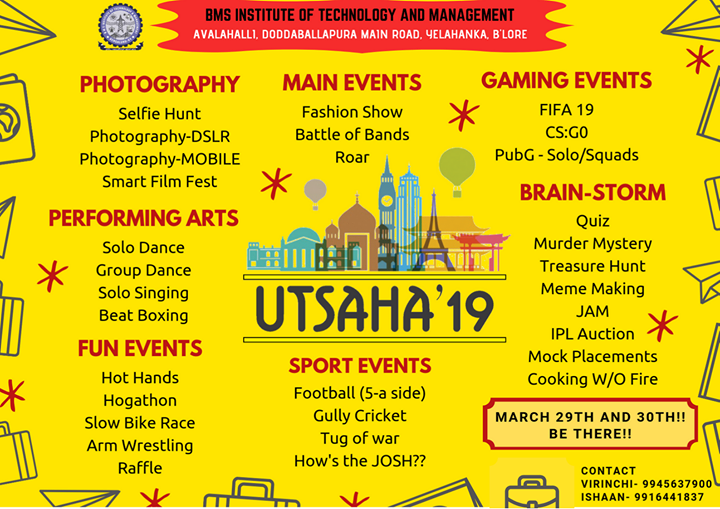 BMS INSTITUTE OF TECHNOLOGY AND MANAGEMENT
AVALAHALLI, DODDABALLAPURA MAIN ROAD, YELAHANKA, B'LORE
PHOTOGRAPHY
Selfie Hunt
Photography-DSLR
Photography-MOBILE
Smart Film Fest
MAIN EVENTS
Fashion Show
Battle of Bands
Roar
GAMING EVENTS
FIFA 19
CS:GO
PubG - Solo/Squads
PERFORMING ARTS
Solo Dance
Group Dance
Solo Singing
Beat Boxing
BRAIN-STORM
Quiz
Murder Mystery
Treasure Hunt
Meme Making
JAM
IPL Auction
Mock Placements
Cooking W/O Fire
UTSAHA'19
FUN EVENTS
Hot Hands
Hogathon
Slow Bike Race
Arm Wrestling
Raffle
SPORT EVENTS
Football (5-a side)
Gully Cricket
Tug of war
How's the JOSH??
MARCH 29TH AND 30TH!!
BE THERE!!
CONTACT
VIRINCHI- 9945637900
ISHAAN- 9916441837